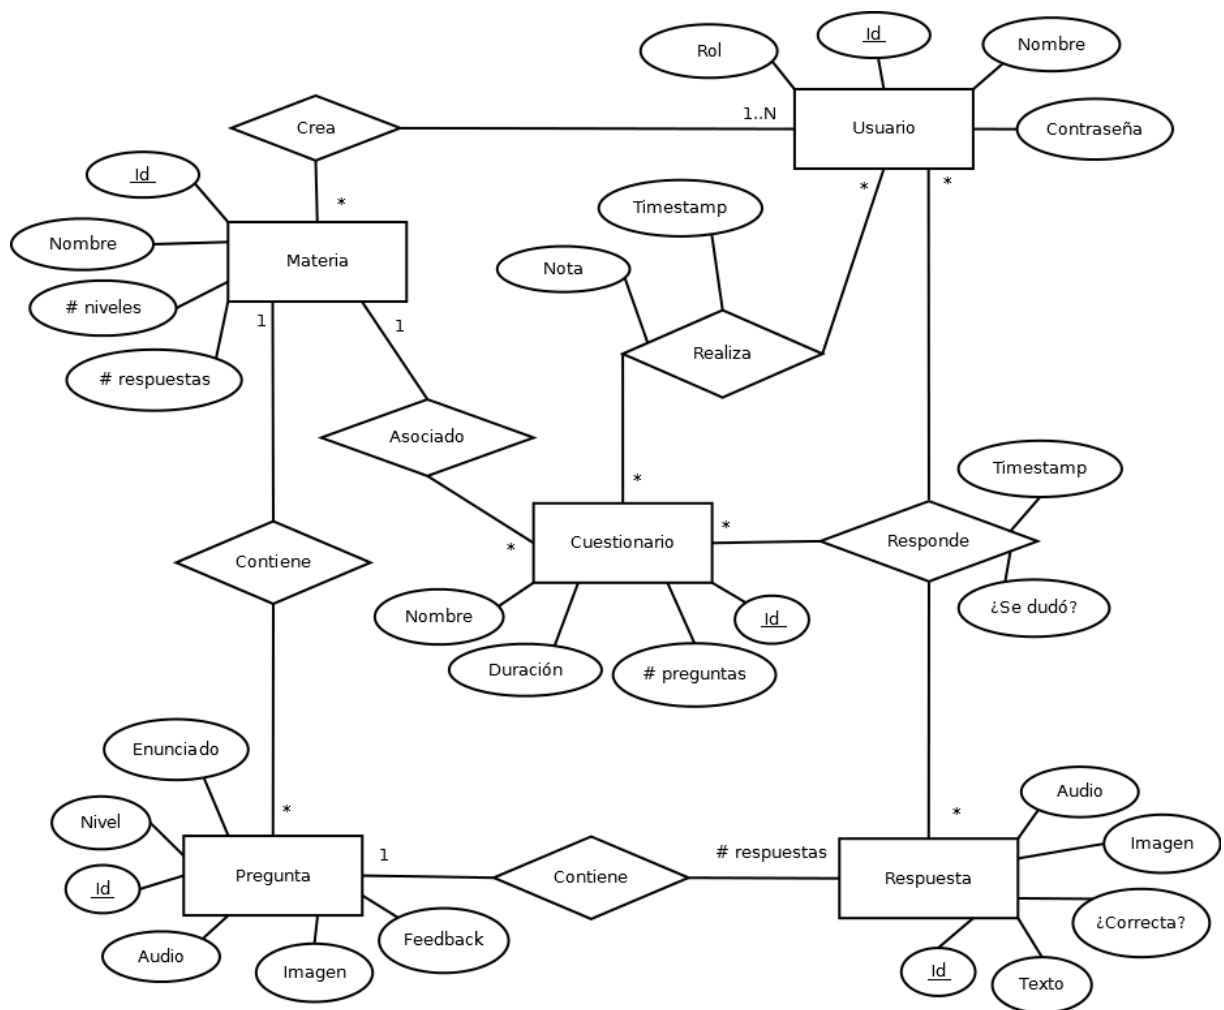 Rol
Id
Nombre
Crea
1..N
Usuario
Contraseña
Id
*
*
*
Timestamp
Nombre
Materia
Nota
# niveles
1
1
Realiza
# respuestas
Asociado
Timestamp
*
*
*
Contiene
Cuestionario
Responde
Nombre
Id
¿Se dudó?
Duración
# preguntas
Enunciado
Audio
*
*
Nivel
Imagen
1
# respuestas
Id
Pregunta
Contiene
Respuesta
¿Correcta?
Feedback
Audio
Imagen
Id
Texto